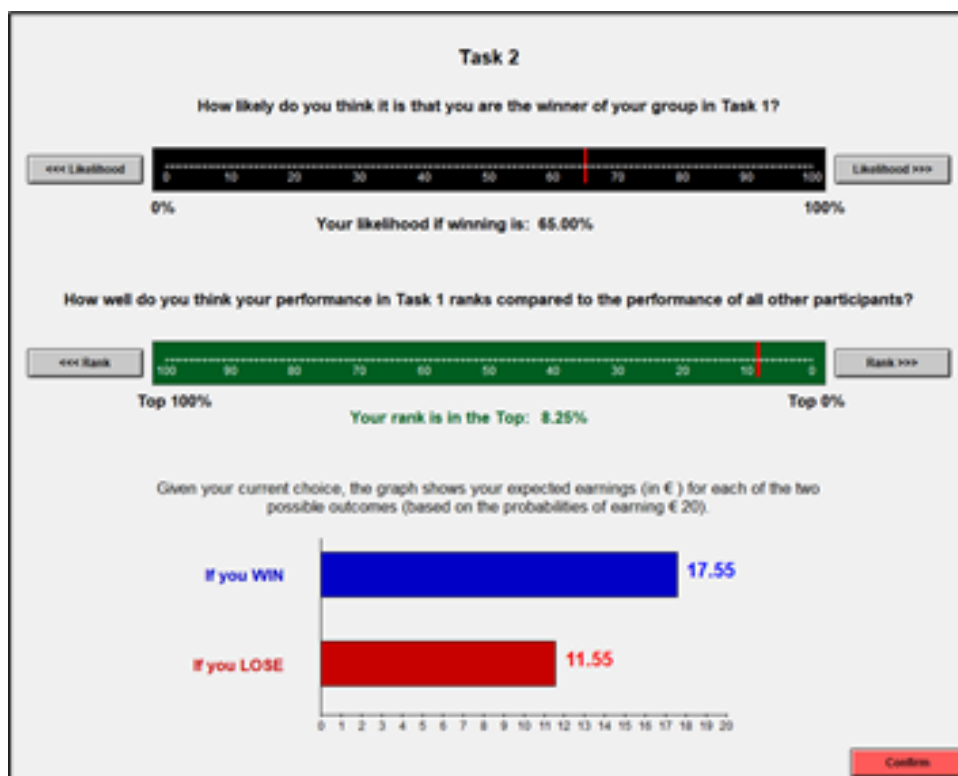 Task 2
How likely do you think it is that you are the winner of your group in Task 1?
<<< Likelihood
0 10 20 30 40 50 60 70 80 90 100
Likelihood >>>
0% 100%
Your likelihood if winning is: 65.00%
How well do you think your performance in Task 1 ranks compared to the performance of all other participants?
<<< Rank
100 90 80 70 60 50 40 30 20 10 0
Rank >>>
Top 100% Top 0%
Your rank is in the Top: 8.25%
Given your current choice, the graph shows your expected earnings (in € ) for each of the two
possible outcomes (based on the probabilities of earning € 20).
If you WIN 17.55
If you LOSE 11.55
0 1 2 3 4 5 6 7 8 9 10 11 12 13 14 15 16 17 18 19 20
Confirm